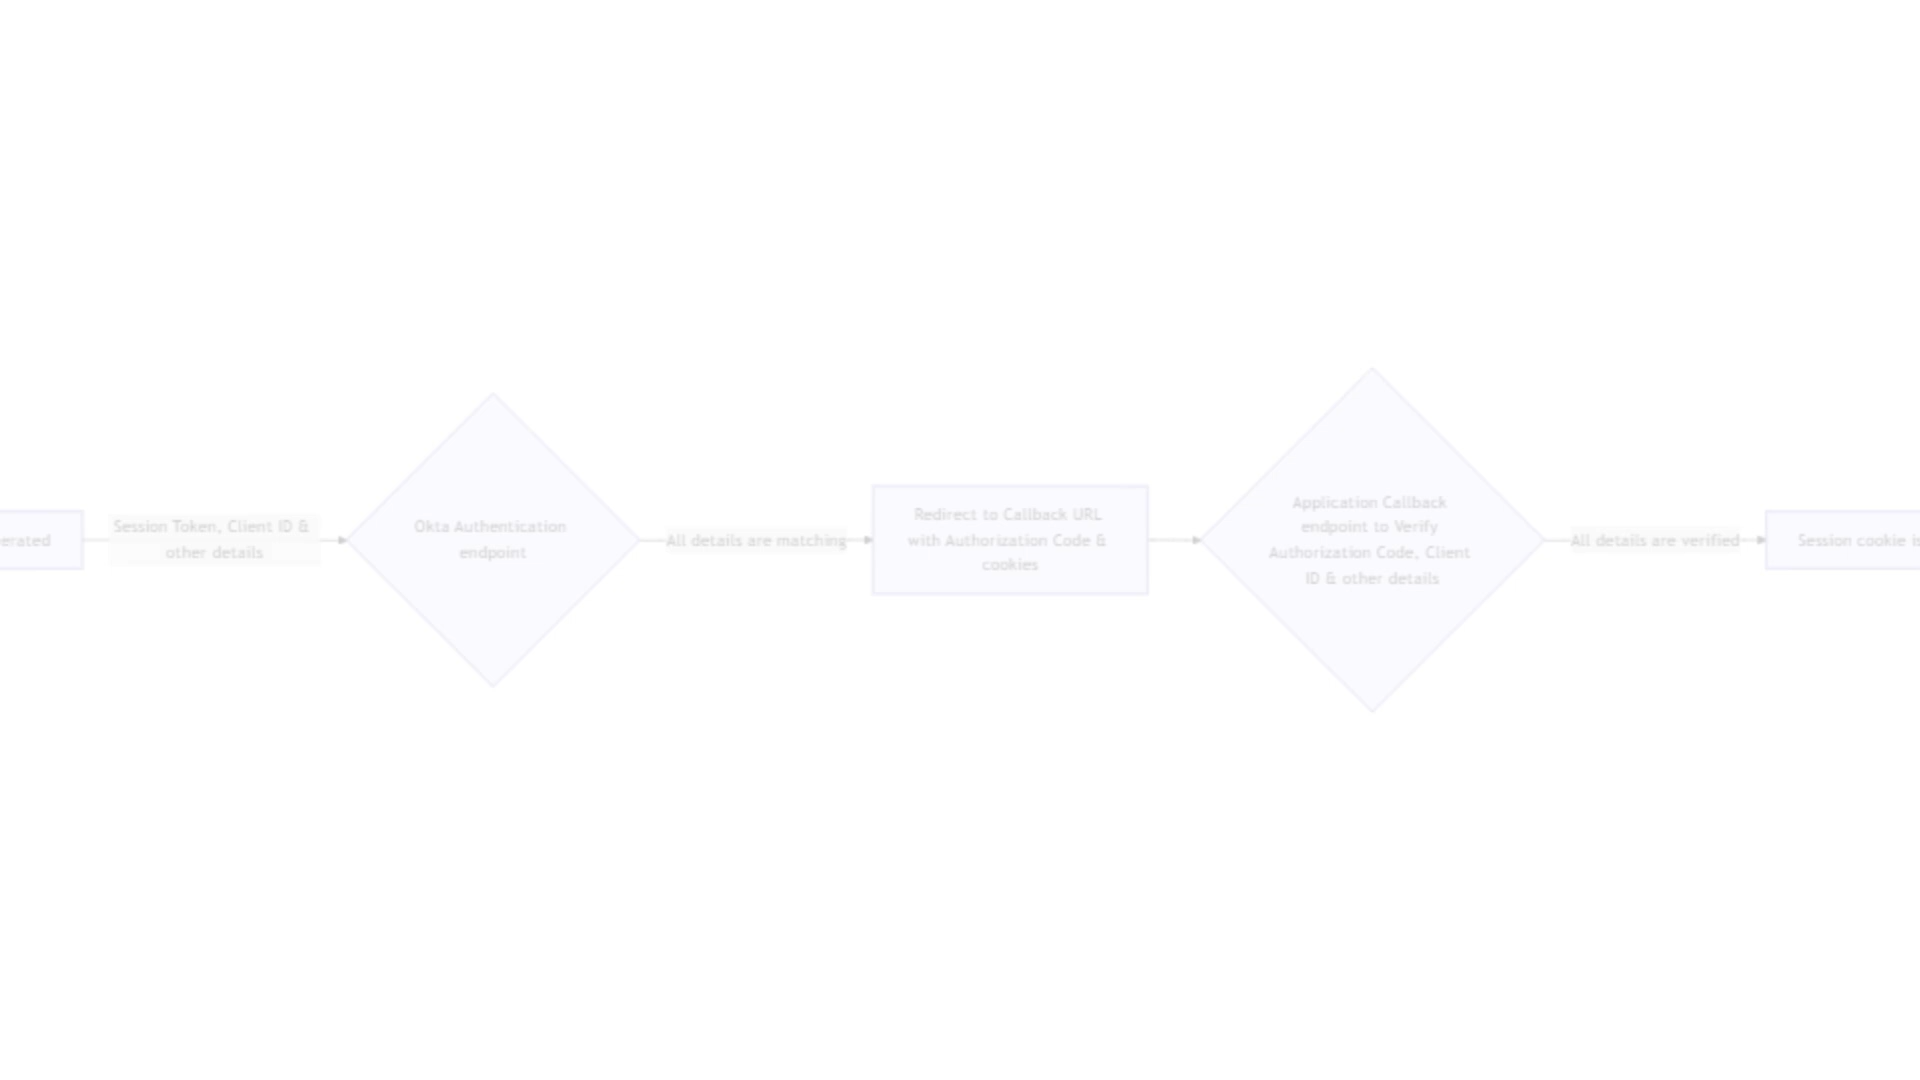 erated
Session Token, Client ID &
other details
Okta Authentication
endpoint
All details are matching
Redirect to Callback URL
with Authorization Code &
cookies
Application Callback
endpoint to Verify
Authorization Code, Client
ID & other details
All details are verified
Session cookie is